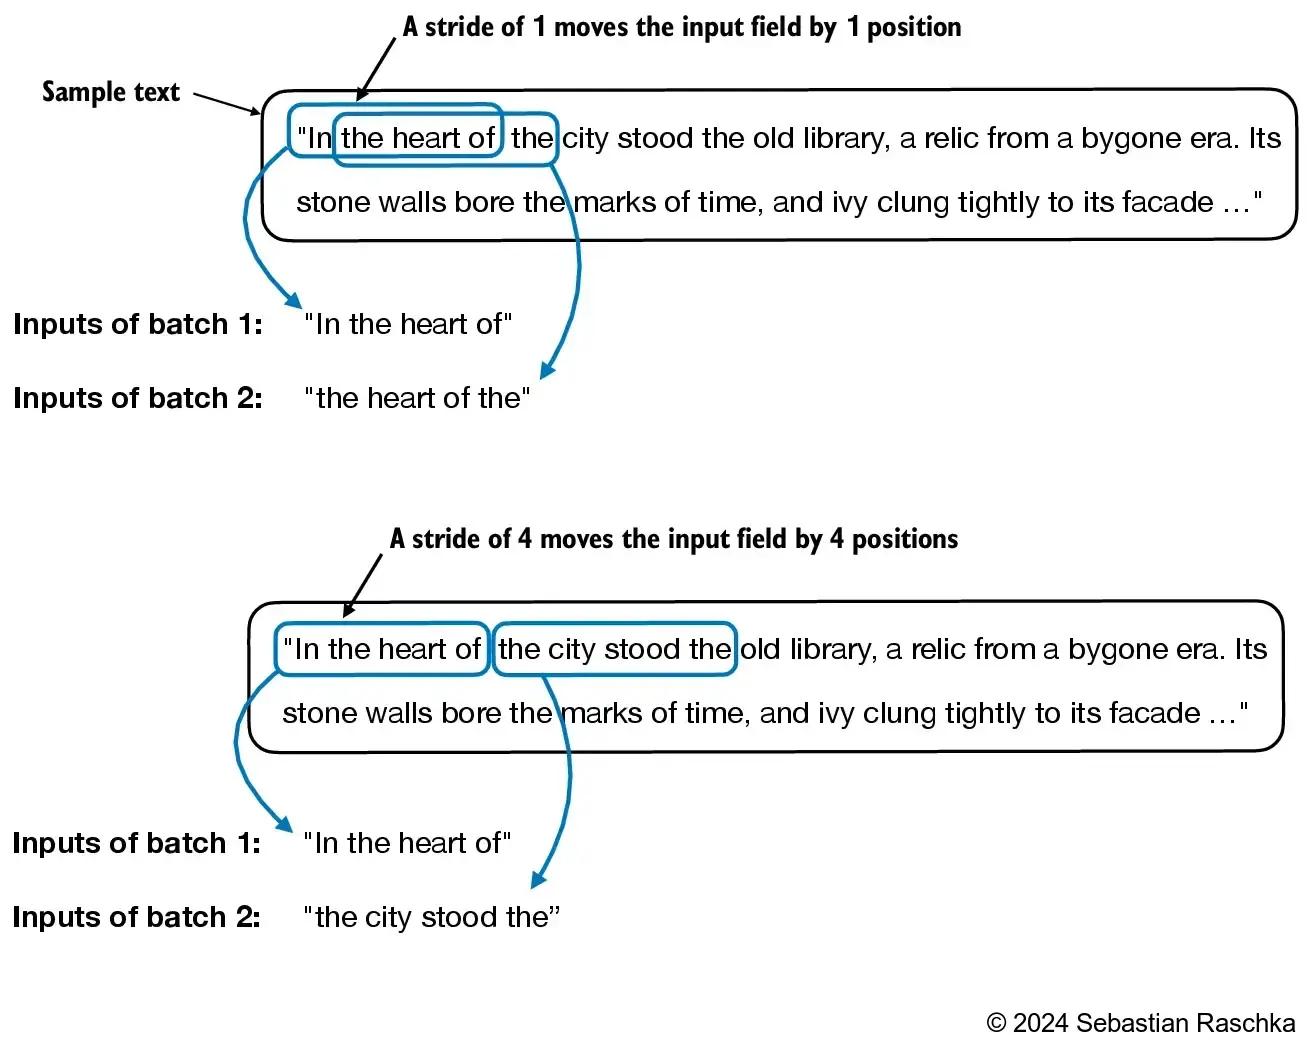 A stride of 1 moves the input field by 1 position
Sample text
"In the heart of the city stood the old library, a relic from a bygone era. Its
stone walls bore the marks of time, and ivy clung tightly to its facade …"
Inputs of batch 1: "In the heart of"
Inputs of batch 2: "the heart of the"
A stride of 4 moves the input field by 4 positions
"In the heart of the city stood the old library, a relic from a bygone era. Its
stone walls bore the marks of time, and ivy clung tightly to its facade …"
Inputs of batch 1: "In the heart of"
Inputs of batch 2: "the city stood the”
© 2024 Sebastian Raschka